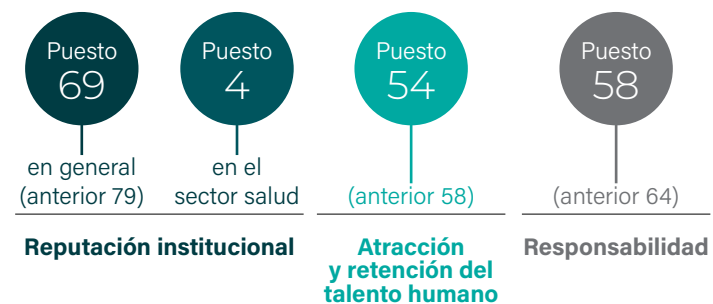 Puesto
69
en general
(anterior 79)
Puesto
4
en el
sector salud
Reputación institucional
Puesto
54
(anterior 58)
Atracción
y retención del
talento humano
Puesto
58
(anterior 64)
Responsabilidad